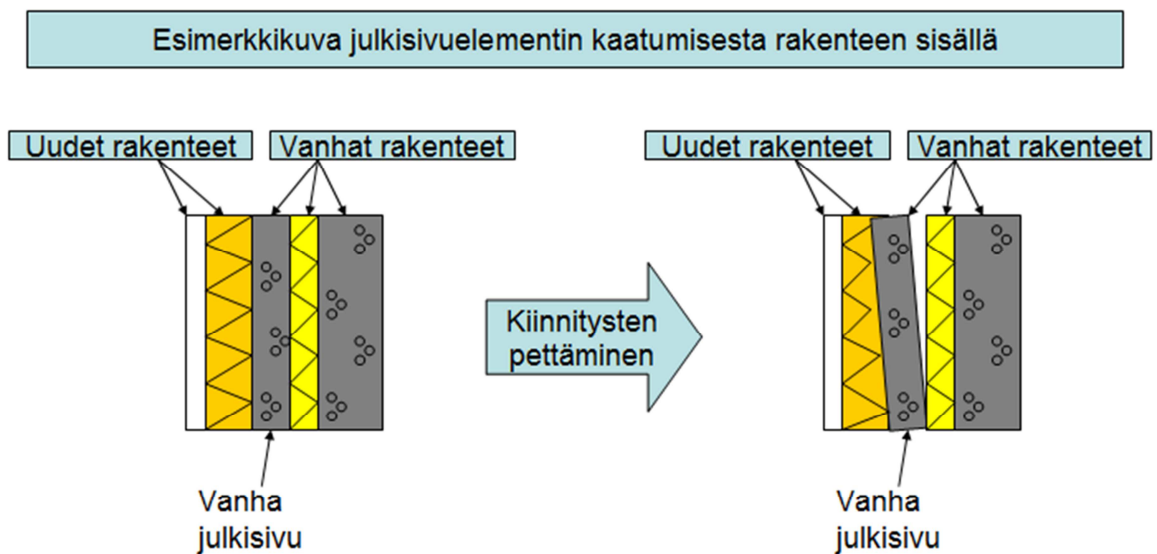 Esimerkkikuva julkisivuelementin kaatumisesta rakenteen sisällä
Uudet rakenteet
Vanhat rakenteet
Uudet rakenteet
Vanhat rakenteet
Kiinnitysten
pettäminen
Vanha
julkisivu
Vanha
julkisivu